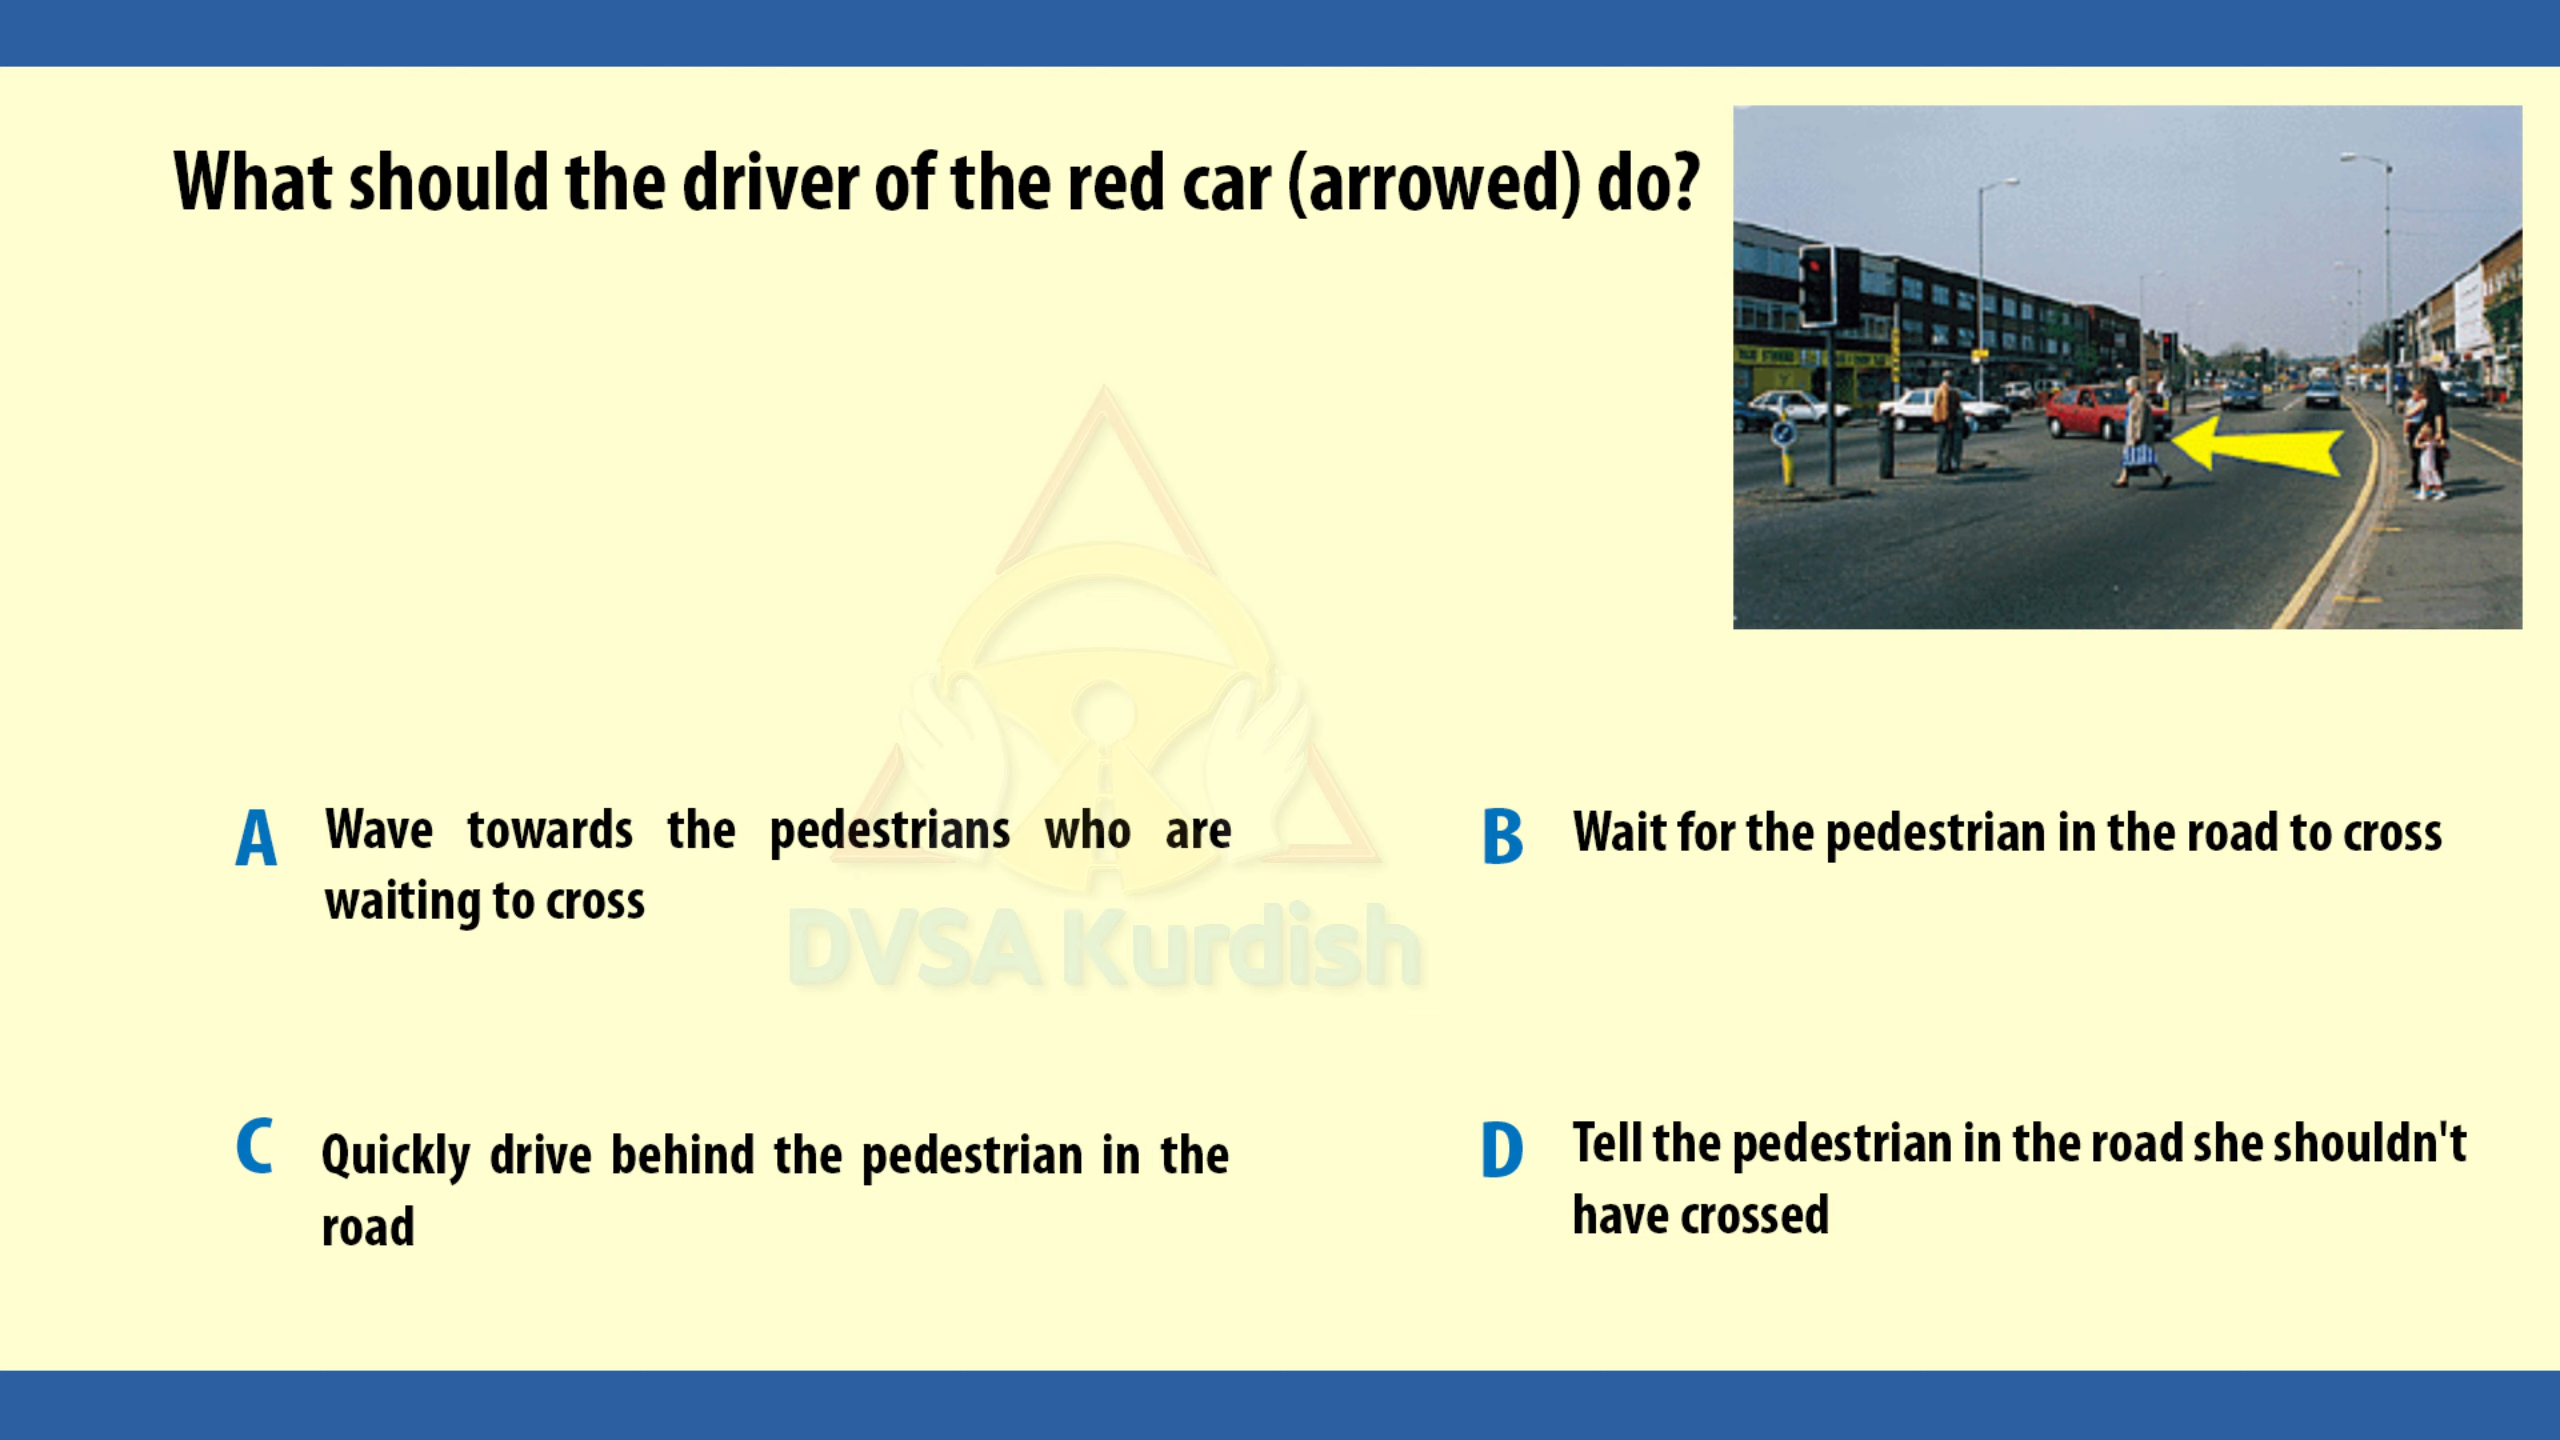 What should the driver of the red car (arrowed) do?
A Wave towards the pedestrians who are
waiting to cross
B Wait for the pedestrian in the road to cross
DVSA Kurdish
C Quickly drive behind the pedestrian in the
road
D Tell the pedestrian in the road she shouldn't
have crossed